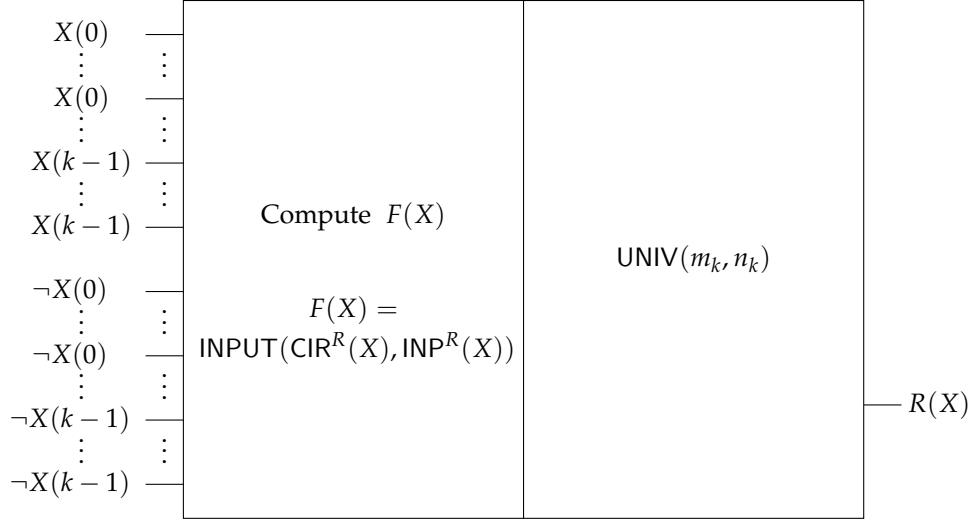 X(0)
⋮ ⋮
X(0)
⋮ ⋮
X(k − 1)
⋮ ⋮
X(k − 1)
¬X(0)
⋮ ⋮
¬X(0)
⋮ ⋮
¬X(k − 1)
⋮ ⋮
¬X(k − 1)
Compute F(X)
F(X) =
INPUT(CIR^R(X), INP^R(X))
UNIV(m_k, n_k)
R(X)